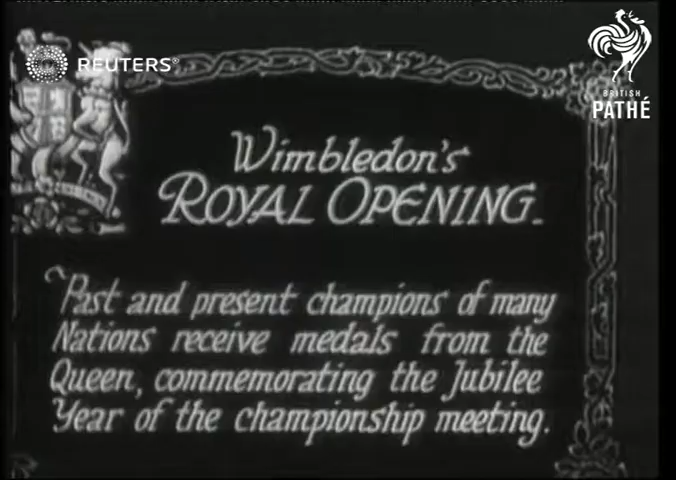 REUTERS®
BRITISH
PATHÉ
Wimbledon's
ROYAL OPENING.
Past and present champions of many
Nations receive medals from the
Queen, commemorating the Jubilee
Year of the championship meeting.